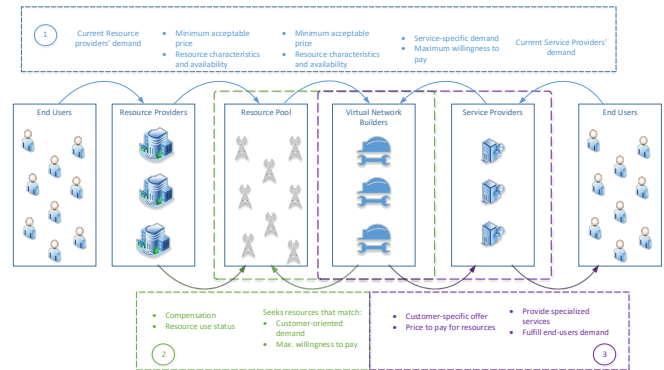 1
Current Resource
providers' demand
• Minimum acceptable
price
• Resource characteristics
and availability
• Minimum acceptable
price
• Resource characteristics
and availability
• Service-specific demand
• Maximum willingness to
pay
Current Service Providers'
demand
End Users
Resource Providers
Resource Pool
Virtual Network
Builders
Service Providers
End Users
• Compensation
• Resource use status
Seeks resources that match:
• Customer-oriented
demand
• Max. willingness to pay
2
• Customer-specific offer
• Price to pay for resources
• Provide specialized
services
• Fulfill end-users demand
3